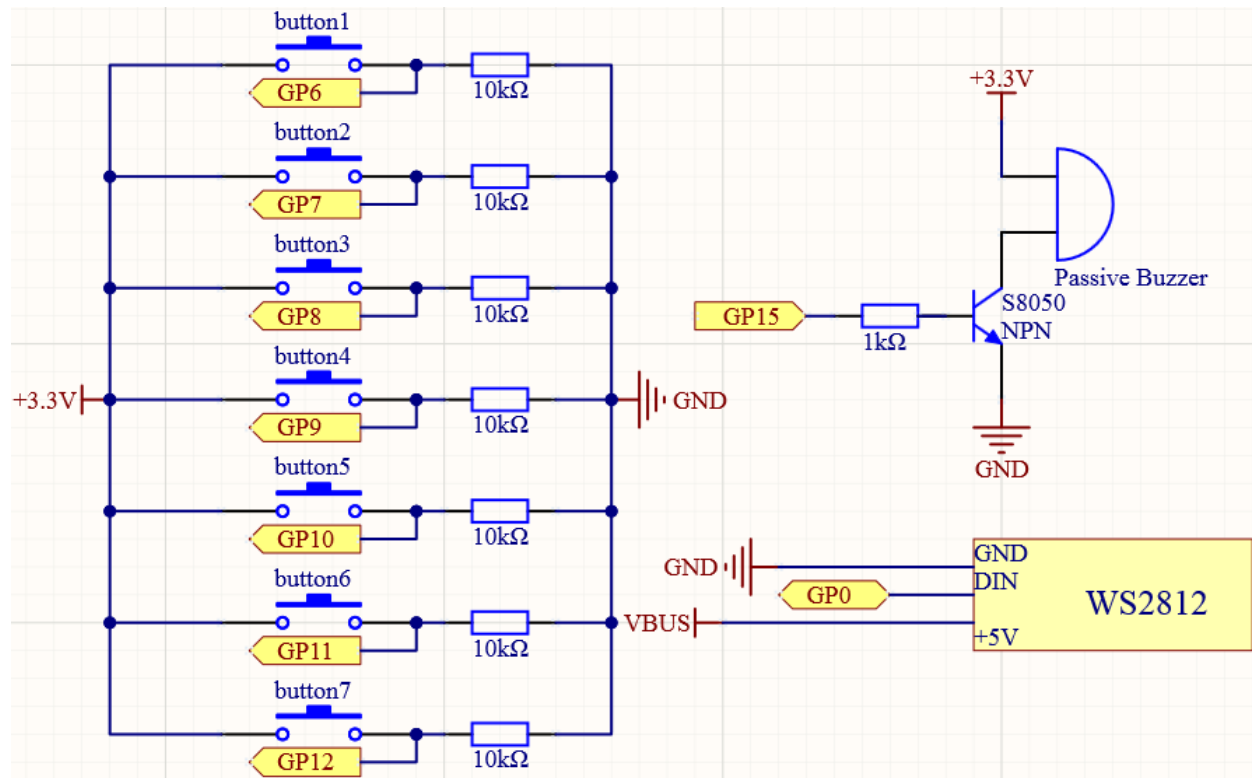 button1
GP6
10kΩ
button2
GP7
10kΩ
button3
GP8
10kΩ
button4
+3.3V
GP9
10kΩ
GND
button5
GP10
10kΩ
button6
GP11
10kΩ
button7
GP12
10kΩ
+3.3V
Passive Buzzer
S8050
NPN
GP15
1kΩ
GND
GND
GP0
VBUS
GND
DIN
+5V
WS2812